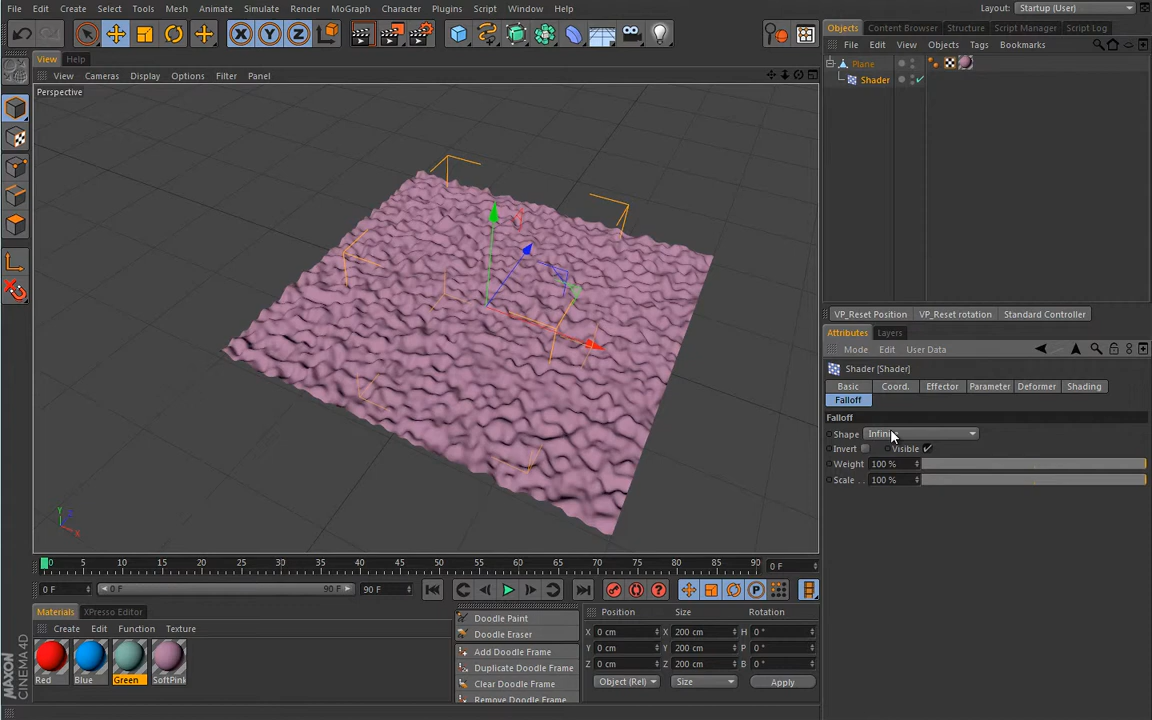 File Edit Create Select Tools Mesh Snap Animate Simulate Render MoGraph Character Plugins Script Window Help
Layout: Startup (User)
View Help
View Cameras Display Options Filter Panel
Perspective
Objects Content Browser Structure Script Manager Script Log
File Edit View Objects Tags Bookmarks
Plane
Shader
VP_Reset Position VP_Reset rotation Standard Controller
Attributes Layers
Mode Edit User Data
Shader [Shader]
Basic Coord. Effector Parameter Deformer Shading
Falloff
Falloff
Shape
Invert Visible
Weight 100 %
Scale . . 100 %
X Y Z
Y Z X
0 5 10 15 20 25 30 35 40 45 50 55 60 65 70 75 80 85 90 0 F
0 F 0 F 90 F 90 F
Materials XPresso Editor
Create Edit Function Texture
Red Blue Green SoftPink
Doodle Paint
Doodle Eraser
Add Doodle Frame
Duplicate Doodle Frame
Clear Doodle Frame
Remove Doodle Frame
Position Size Rotation
X 0 cm X 200 cm H 0 °
Y 0 cm Y 200 cm P 0 °
Z 0 cm Z 200 cm B 0 °
Object (Rel) Size Apply
MAXON
CINEMA 4D